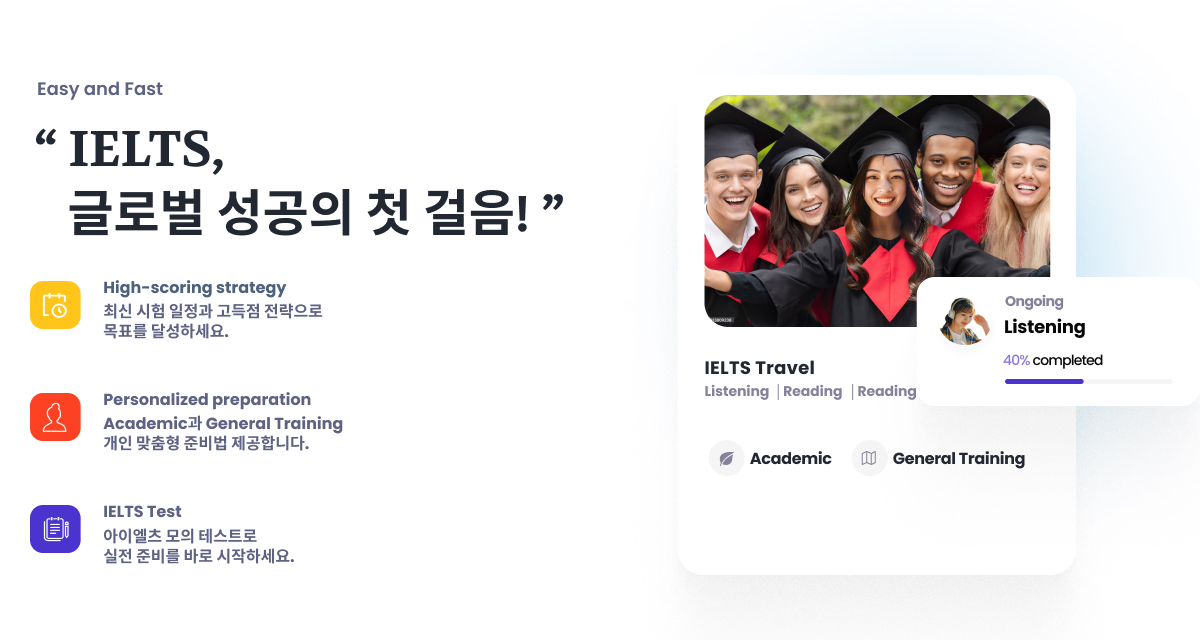 Easy and Fast
“ IELTS,
글로벌 성공의 첫 걸음! ”
High-scoring strategy
최신 시험 일정과 고득점 전략으로
목표를 달성하세요.
Personalized preparation
Academic과 General Training
개인 맞춤형 준비법 제공합니다.
IELTS Test
아이엘츠 모의 테스트로
실전 준비를 바로 시작하세요.
Ongoing
Listening
40% completed
IELTS Travel
Listening | Reading | Reading
Academic
General Training